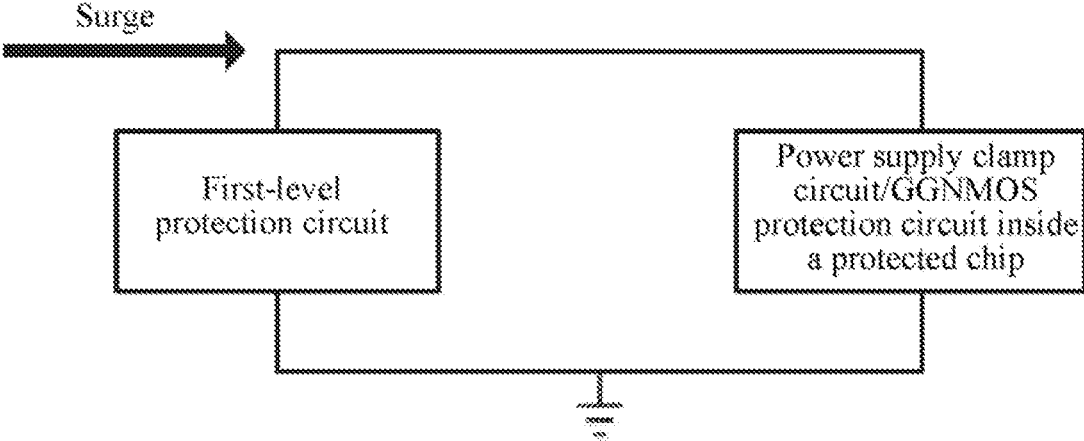 Surge
First-level
protection circuit
Power supply clamp
circuit/GGNMOS
protection circuit inside
a protected chip